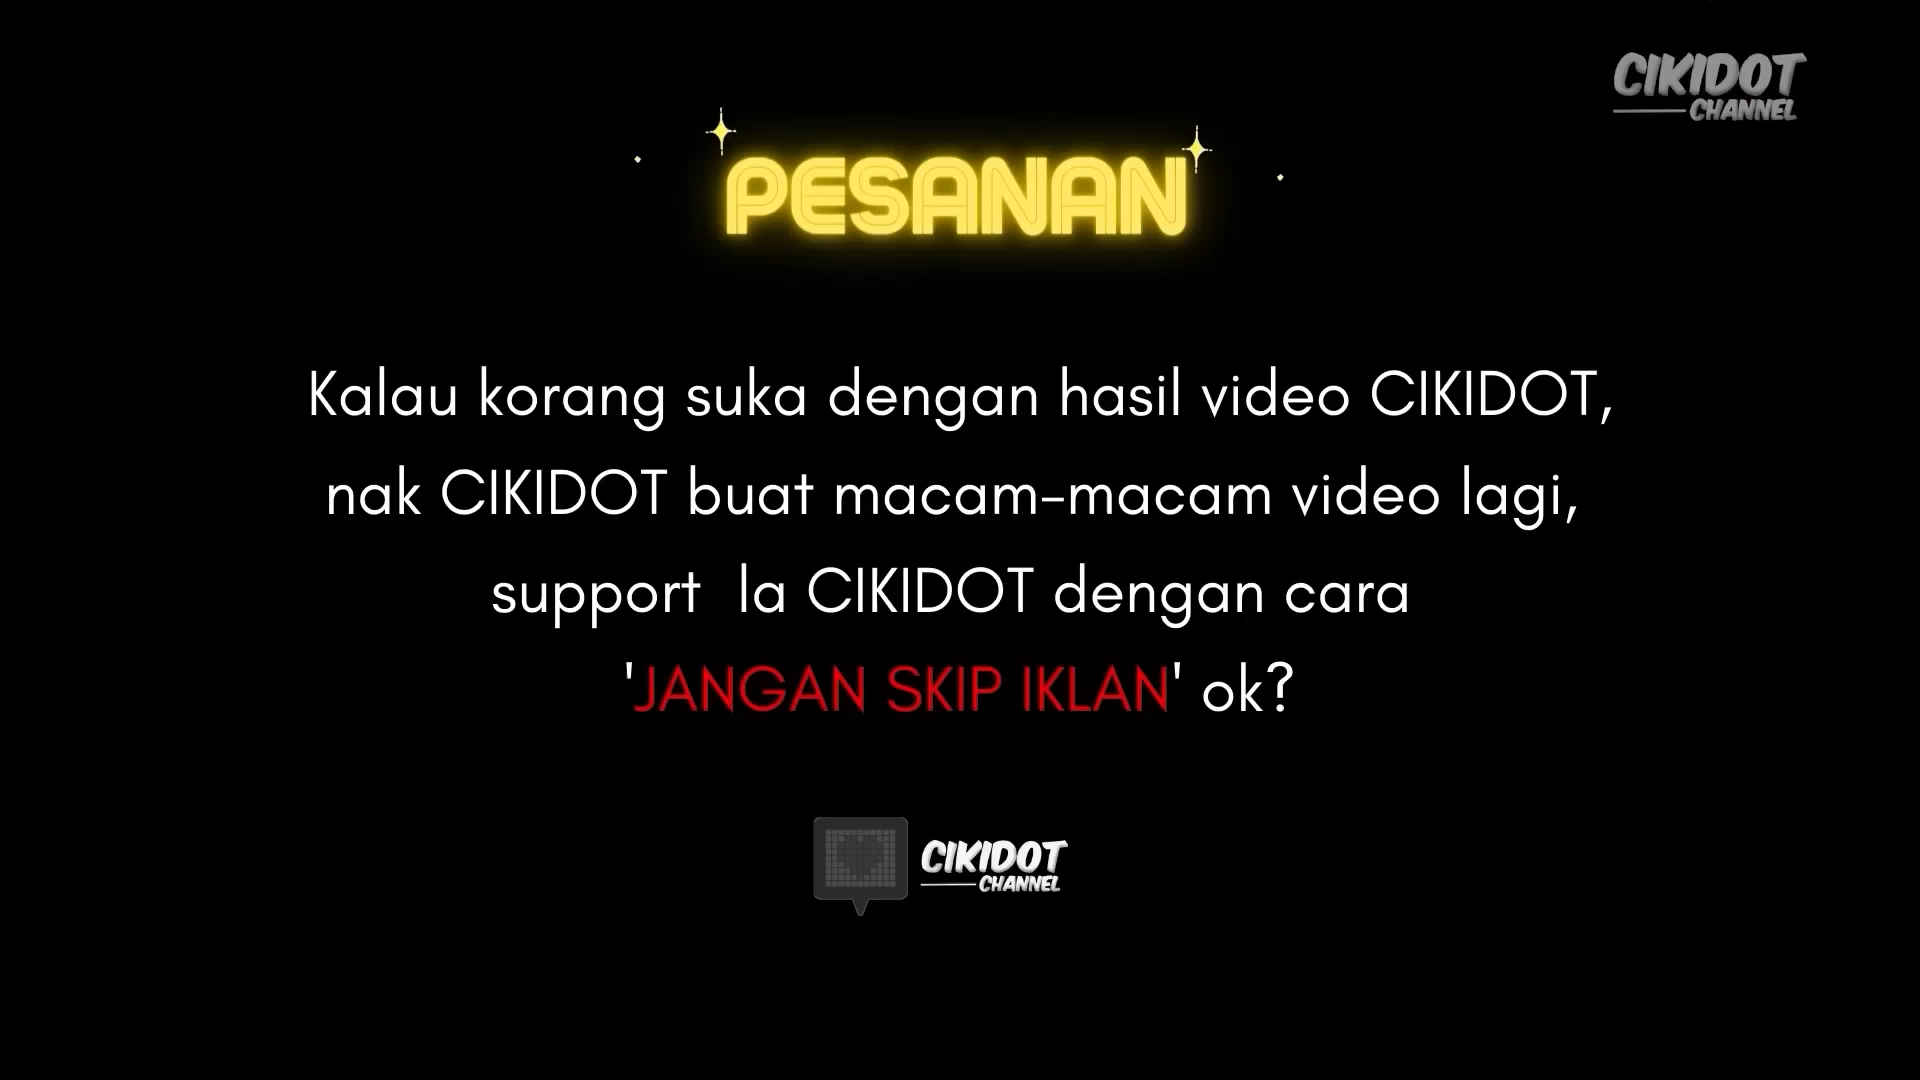 CIKIDOT
CHANNEL
PESANAN
Kalau korang suka dengan hasil video CIKIDOT,
nak CIKIDOT buat macam-macam video lagi,
support  la CIKIDOT dengan cara
'JANGAN SKIP IKLAN' ok?
CIKIDOT
CHANNEL